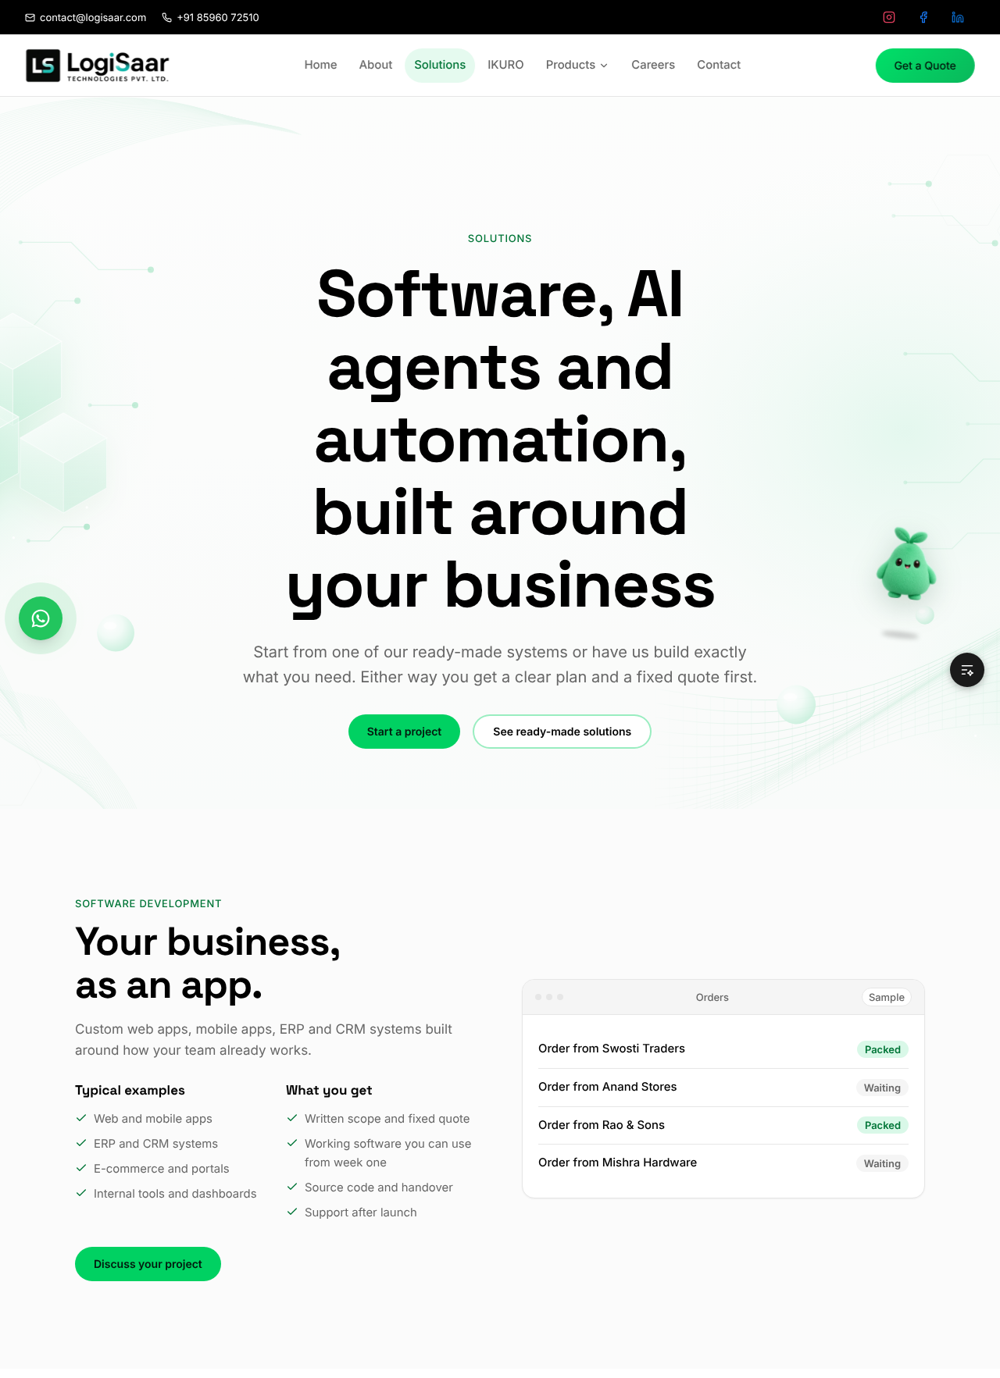 contact@logisaar.com
+91 85960 72510
LS LogiSaar
TECHNOLOGIES PVT. LTD.
Home
About
Solutions
IKURO
Products
Careers
Contact
Get a Quote
SOLUTIONS
Software, AI
agents and
automation,
built around
your business
Start from one of our ready-made systems or have us build exactly
what you need. Either way you get a clear plan and a fixed quote first.
Start a project
See ready-made solutions
SOFTWARE DEVELOPMENT
Your business,
as an app.
Custom web apps, mobile apps, ERP and CRM systems built
around how your team already works.
Typical examples
Web and mobile apps
ERP and CRM systems
E-commerce and portals
Internal tools and dashboards
What you get
Written scope and fixed quote
Working software you can use
from week one
Source code and handover
Support after launch
Discuss your project
Orders
Sample
Order from Swosti Traders
Packed
Order from Anand Stores
Waiting
Order from Rao & Sons
Packed
Order from Mishra Hardware
Waiting